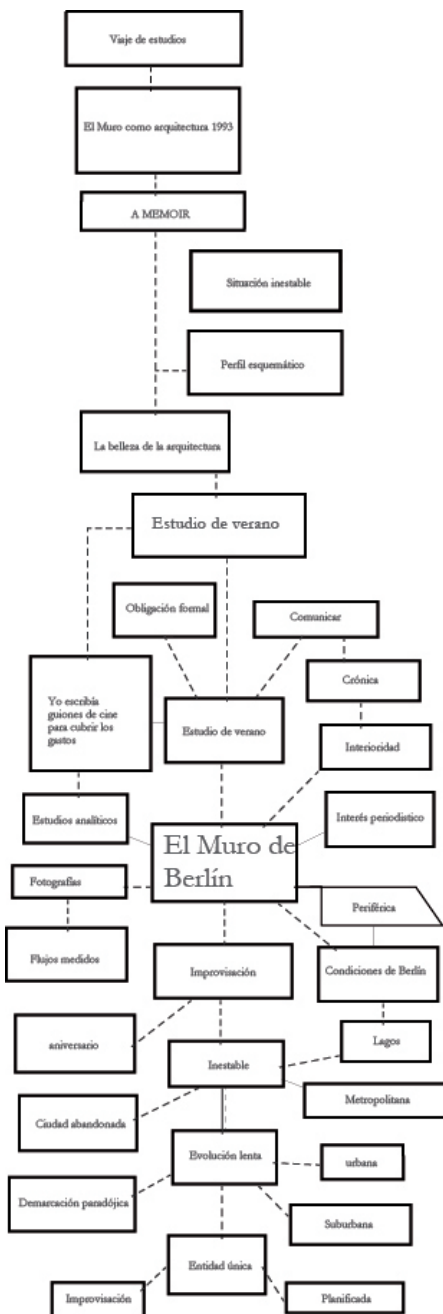 Viaje de estudios
El Muro como arquitectura 1993
A MEMOIR
Situación inestable
Perfil esquemático
La belleza de la arquitectura
Estudio de verano
Obligación formal
Comunicar
Crónica
Yo escribía
guiones de cine
para cubrir los
gastos
Estudio de verano
Interioridad
Estudios analíticos
Interés periodistico
El Muro de
Berlín
Fotografías
Periférica
Flujos medidos
Improvisación
Condiciones de Berlín
aniversario
Lagos
Inestable
Metropolitana
Ciudad abandonada
Evolución lenta
urbana
Demarcación paradójica
Suburbana
Entidad única
Improvisación
Planificada